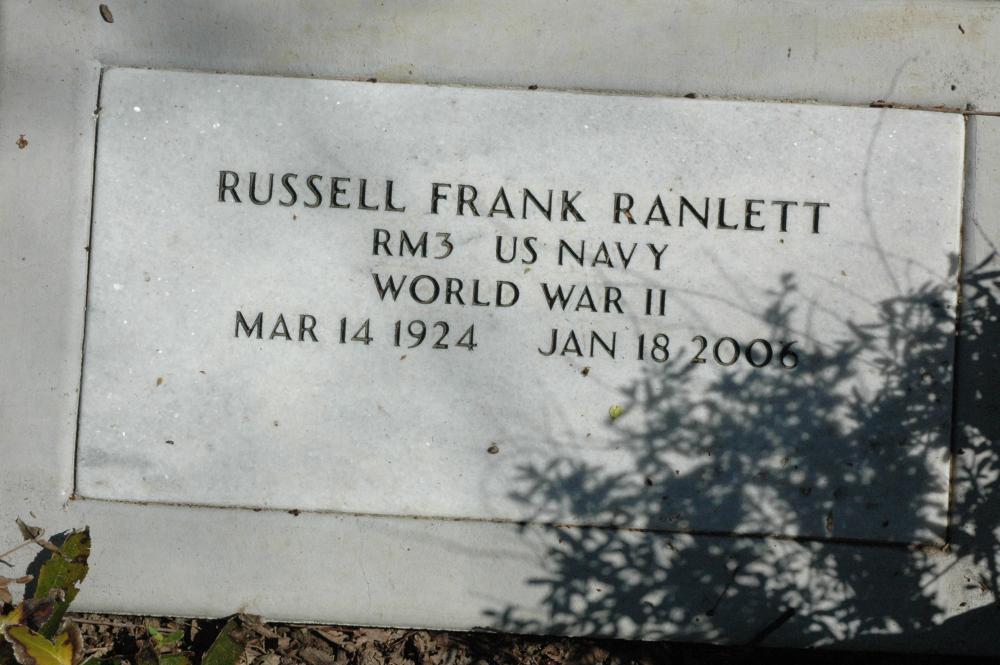 RUSSELL FRANK RANLETT
RM3 US NAVY
WORLD WAR II
MAR 14 1924 JAN 18 2006